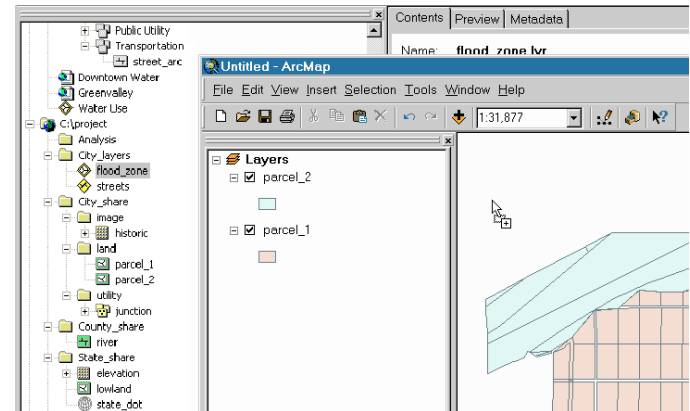 Public Utility
Transportation
street_arc
Downtown Water
Greenvalley
Water Use
C:\project
Analysis
City_layers
flood_zone
streets
City_share
image
historic
land
parcel_1
parcel_2
utility
junction
County_share
river
State_share
elevation
lowland
state_dot
Contents Preview Metadata
Name: flood_zone.lyr
Untitled - ArcMap
File Edit View Insert Selection Tools Window Help
1:31,877
Layers
parcel_2
parcel_1